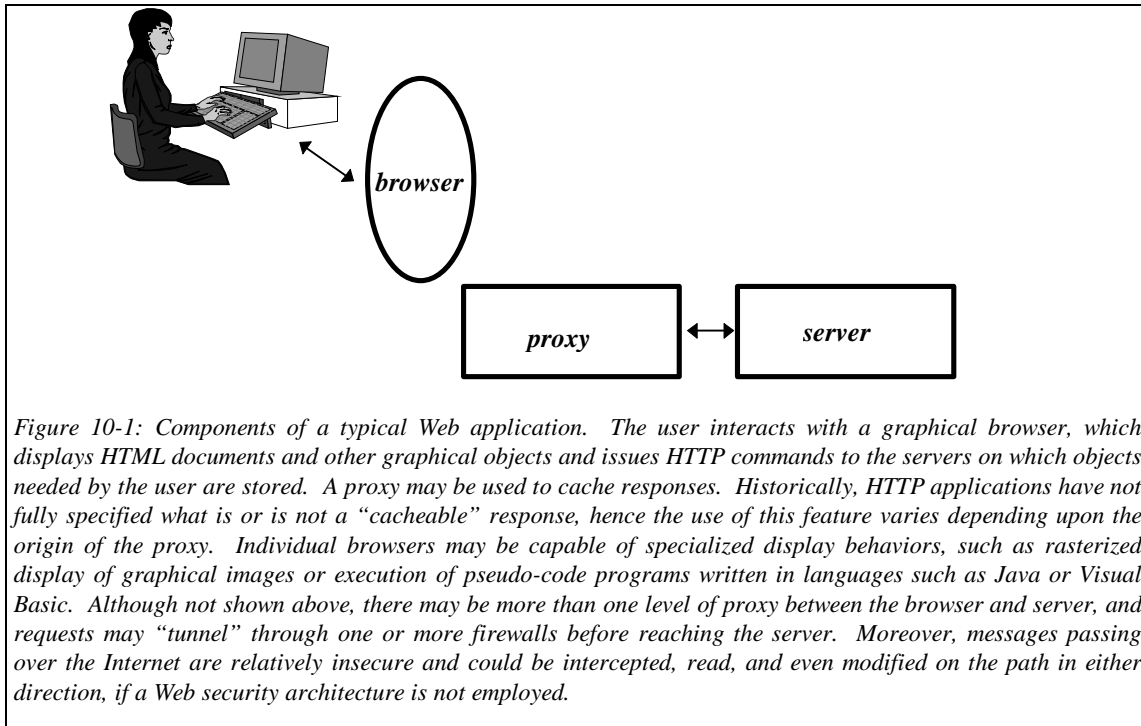 browser
proxy
server
Figure 10-1: Components of a typical Web application. The user interacts with a graphical browser, which
displays HTML documents and other graphical objects and issues HTTP commands to the servers on which objects
needed by the user are stored. A proxy may be used to cache responses. Historically, HTTP applications have not
fully specified what is or is not a “cacheable” response, hence the use of this feature varies depending upon the
origin of the proxy. Individual browsers may be capable of specialized display behaviors, such as rasterized
display of graphical images or execution of pseudo-code programs written in languages such as Java or Visual
Basic. Although not shown above, there may be more than one level of proxy between the browser and server, and
requests may “tunnel” through one or more firewalls before reaching the server. Moreover, messages passing
over the Internet are relatively insecure and could be intercepted, read, and even modified on the path in either
direction, if a Web security architecture is not employed.